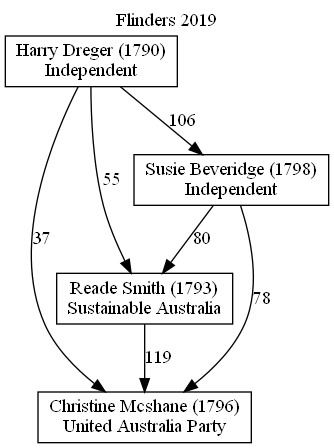 Flinders 2019
Harry Dreger (1790)
Independent
106
55
Susie Beveridge (1798)
Independent
37
80
78
Reade Smith (1793)
Sustainable Australia
119
Christine Mcshane (1796)
United Australia Party